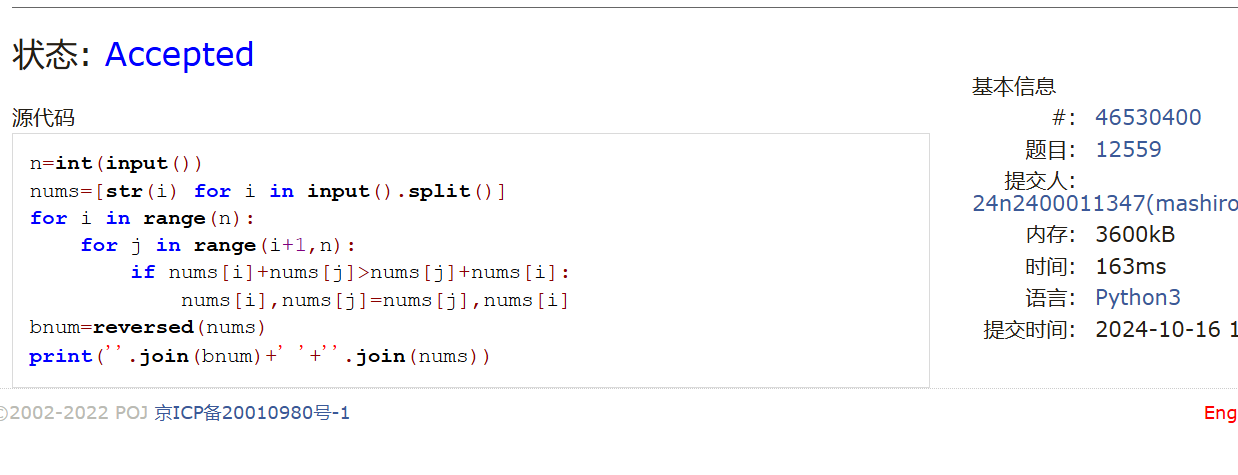 状态: Accepted
源代码
n=int(input())
nums=[str(i) for i in input().split()]
for i in range(n):
    for j in range(i+1,n):
        if nums[i]+nums[j]>nums[j]+nums[i]:
            nums[i],nums[j]=nums[j],nums[i]
bnum=reversed(nums)
print(''.join(bnum)+' '+''.join(nums))
基本信息
#: 46530400
题目: 12559
提交人:
24n2400011347(mashiro
内存: 3600kB
时间: 163ms
语言: Python3
提交时间: 2024-10-16 1
©2002-2022 POJ 京ICP备20010980号-1
Eng